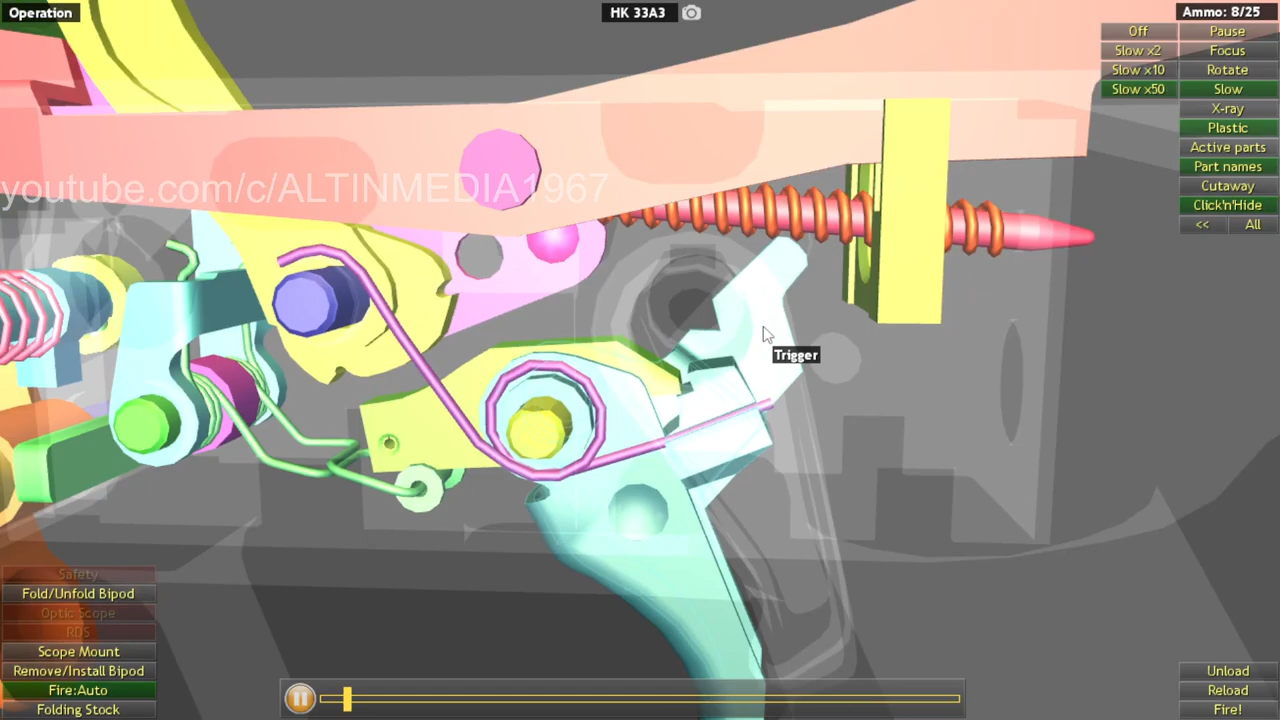 Operation
HK 33A3
Ammo: 8/25
Off
Pause
Slow x2
Focus
Slow x10
Rotate
Slow x50
Slow
X-ray
Plastic
Active parts
Part names
Cutaway
Click'n'Hide
<< All
youtube.com/c/ALTINMEDIA1967
Trigger
Safety
Fold/Unfold Bipod
Optic Scope
RDS
Scope Mount
Remove/Install Bipod
Fire:Auto
Folding Stock
Unload
Reload
Fire!